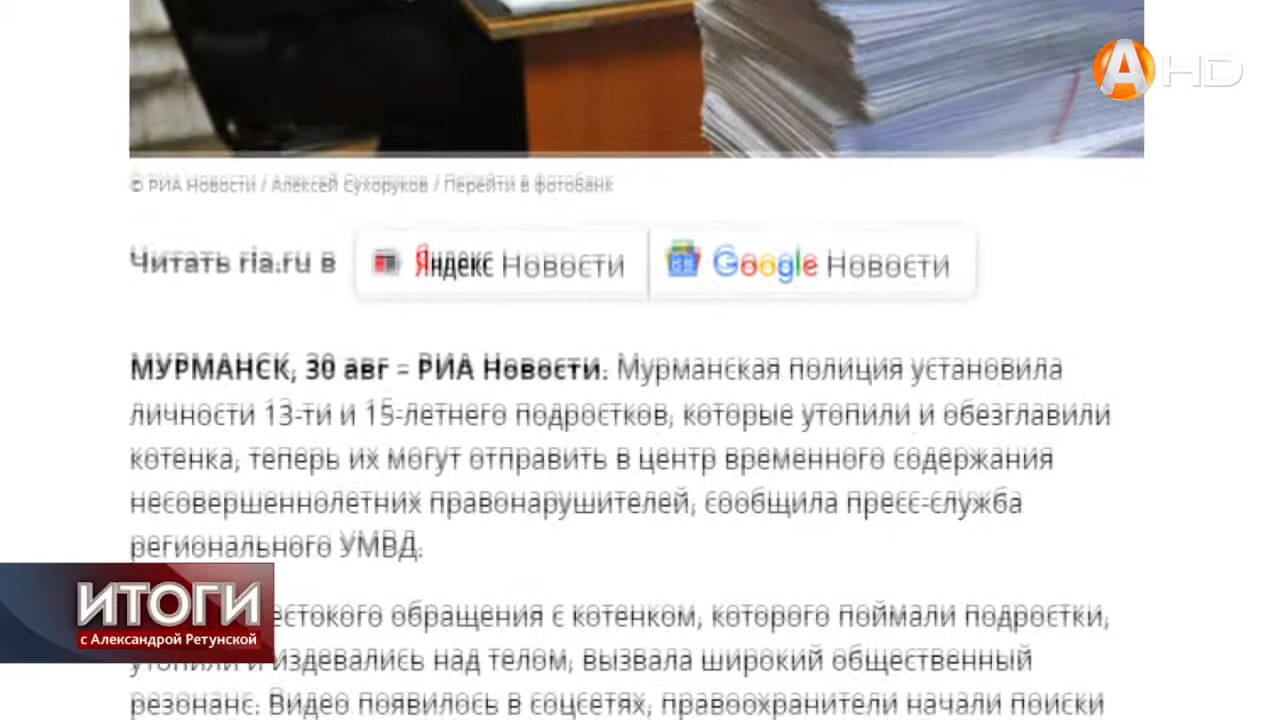 АHD
© РИА Новости / Алексей Сухоруков / Перейти в фотобанк
Читать ria.ru в
Яндекс Новости
Google Новости
МУРМАНСК, 30 авг – РИА Новости. Мурманская полиция установила
личности 13-ти и 15-летнего подростков, которые утопили и обезглавили
котенка, теперь их могут отправить в центр временного содержания
несовершеннолетних правонарушителей, сообщила пресс-служба
регионального УМВД.
естокого обращения с котенком, которого поймали подростки,
утопили и издевались над телом, вызвала широкий общественный
резонанс. Видео появилось в соцсетях, правоохранители начали поиски
ИТОГИ
с Александрой Ретунской